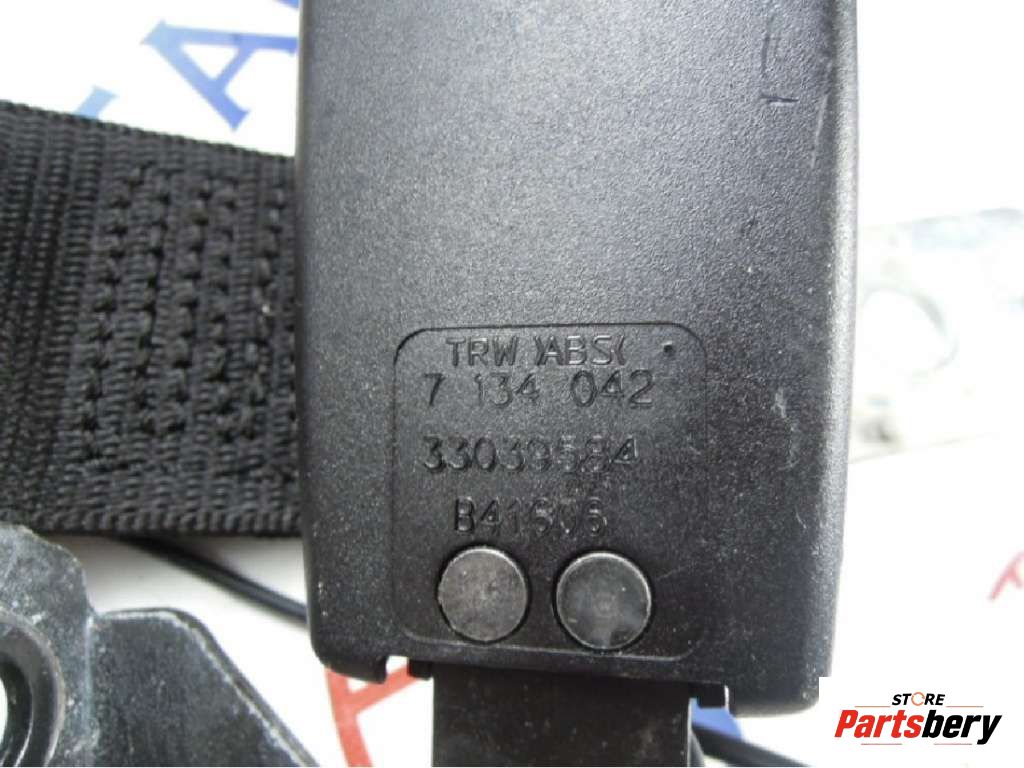 TRW >ABS<
7 134 042
33039584
B41606
STORE
Partsbery